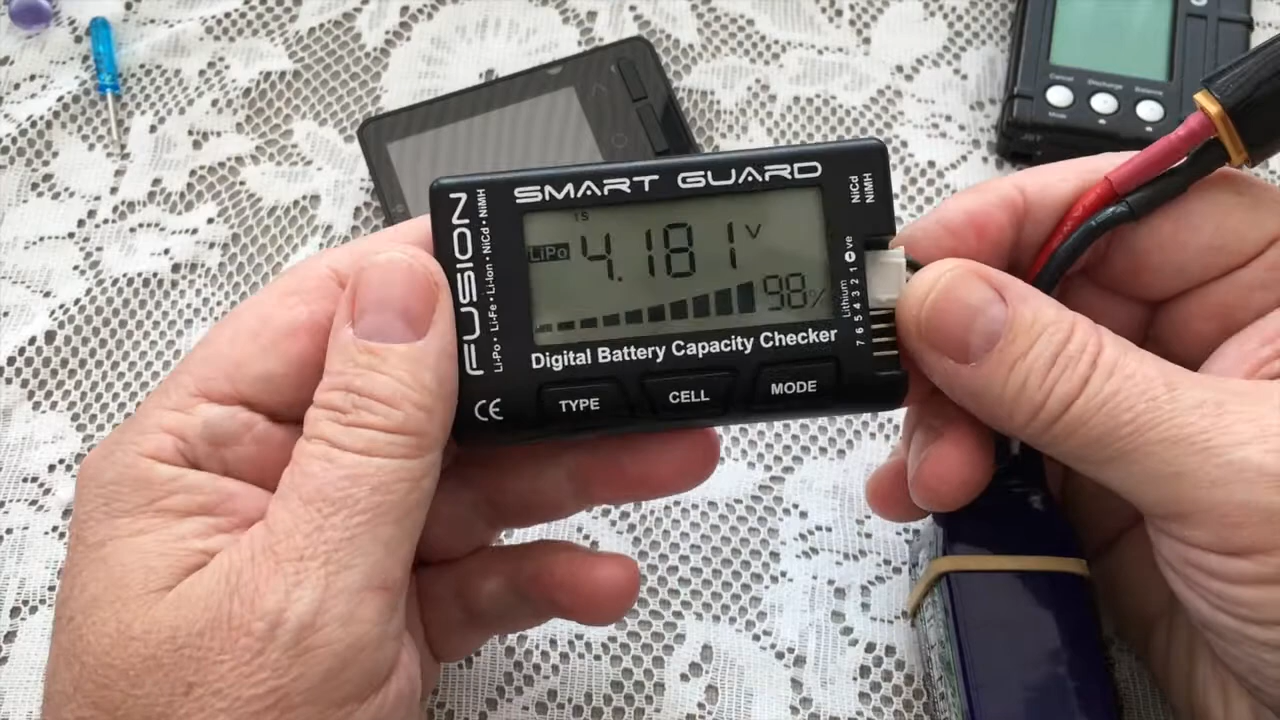 SMART GUARD
FUSION
Li-Po • Li-Fe • Li-Ion • NiCd • NiMH
NiCd
NiMH
1S
LiPo 4.181 V
98%
Lithium
7 6 5 4 3 2 1 ve
Digital Battery Capacity Checker
CE
TYPE
CELL
MODE
Cancel
Discharge
Balance
Mode
JST